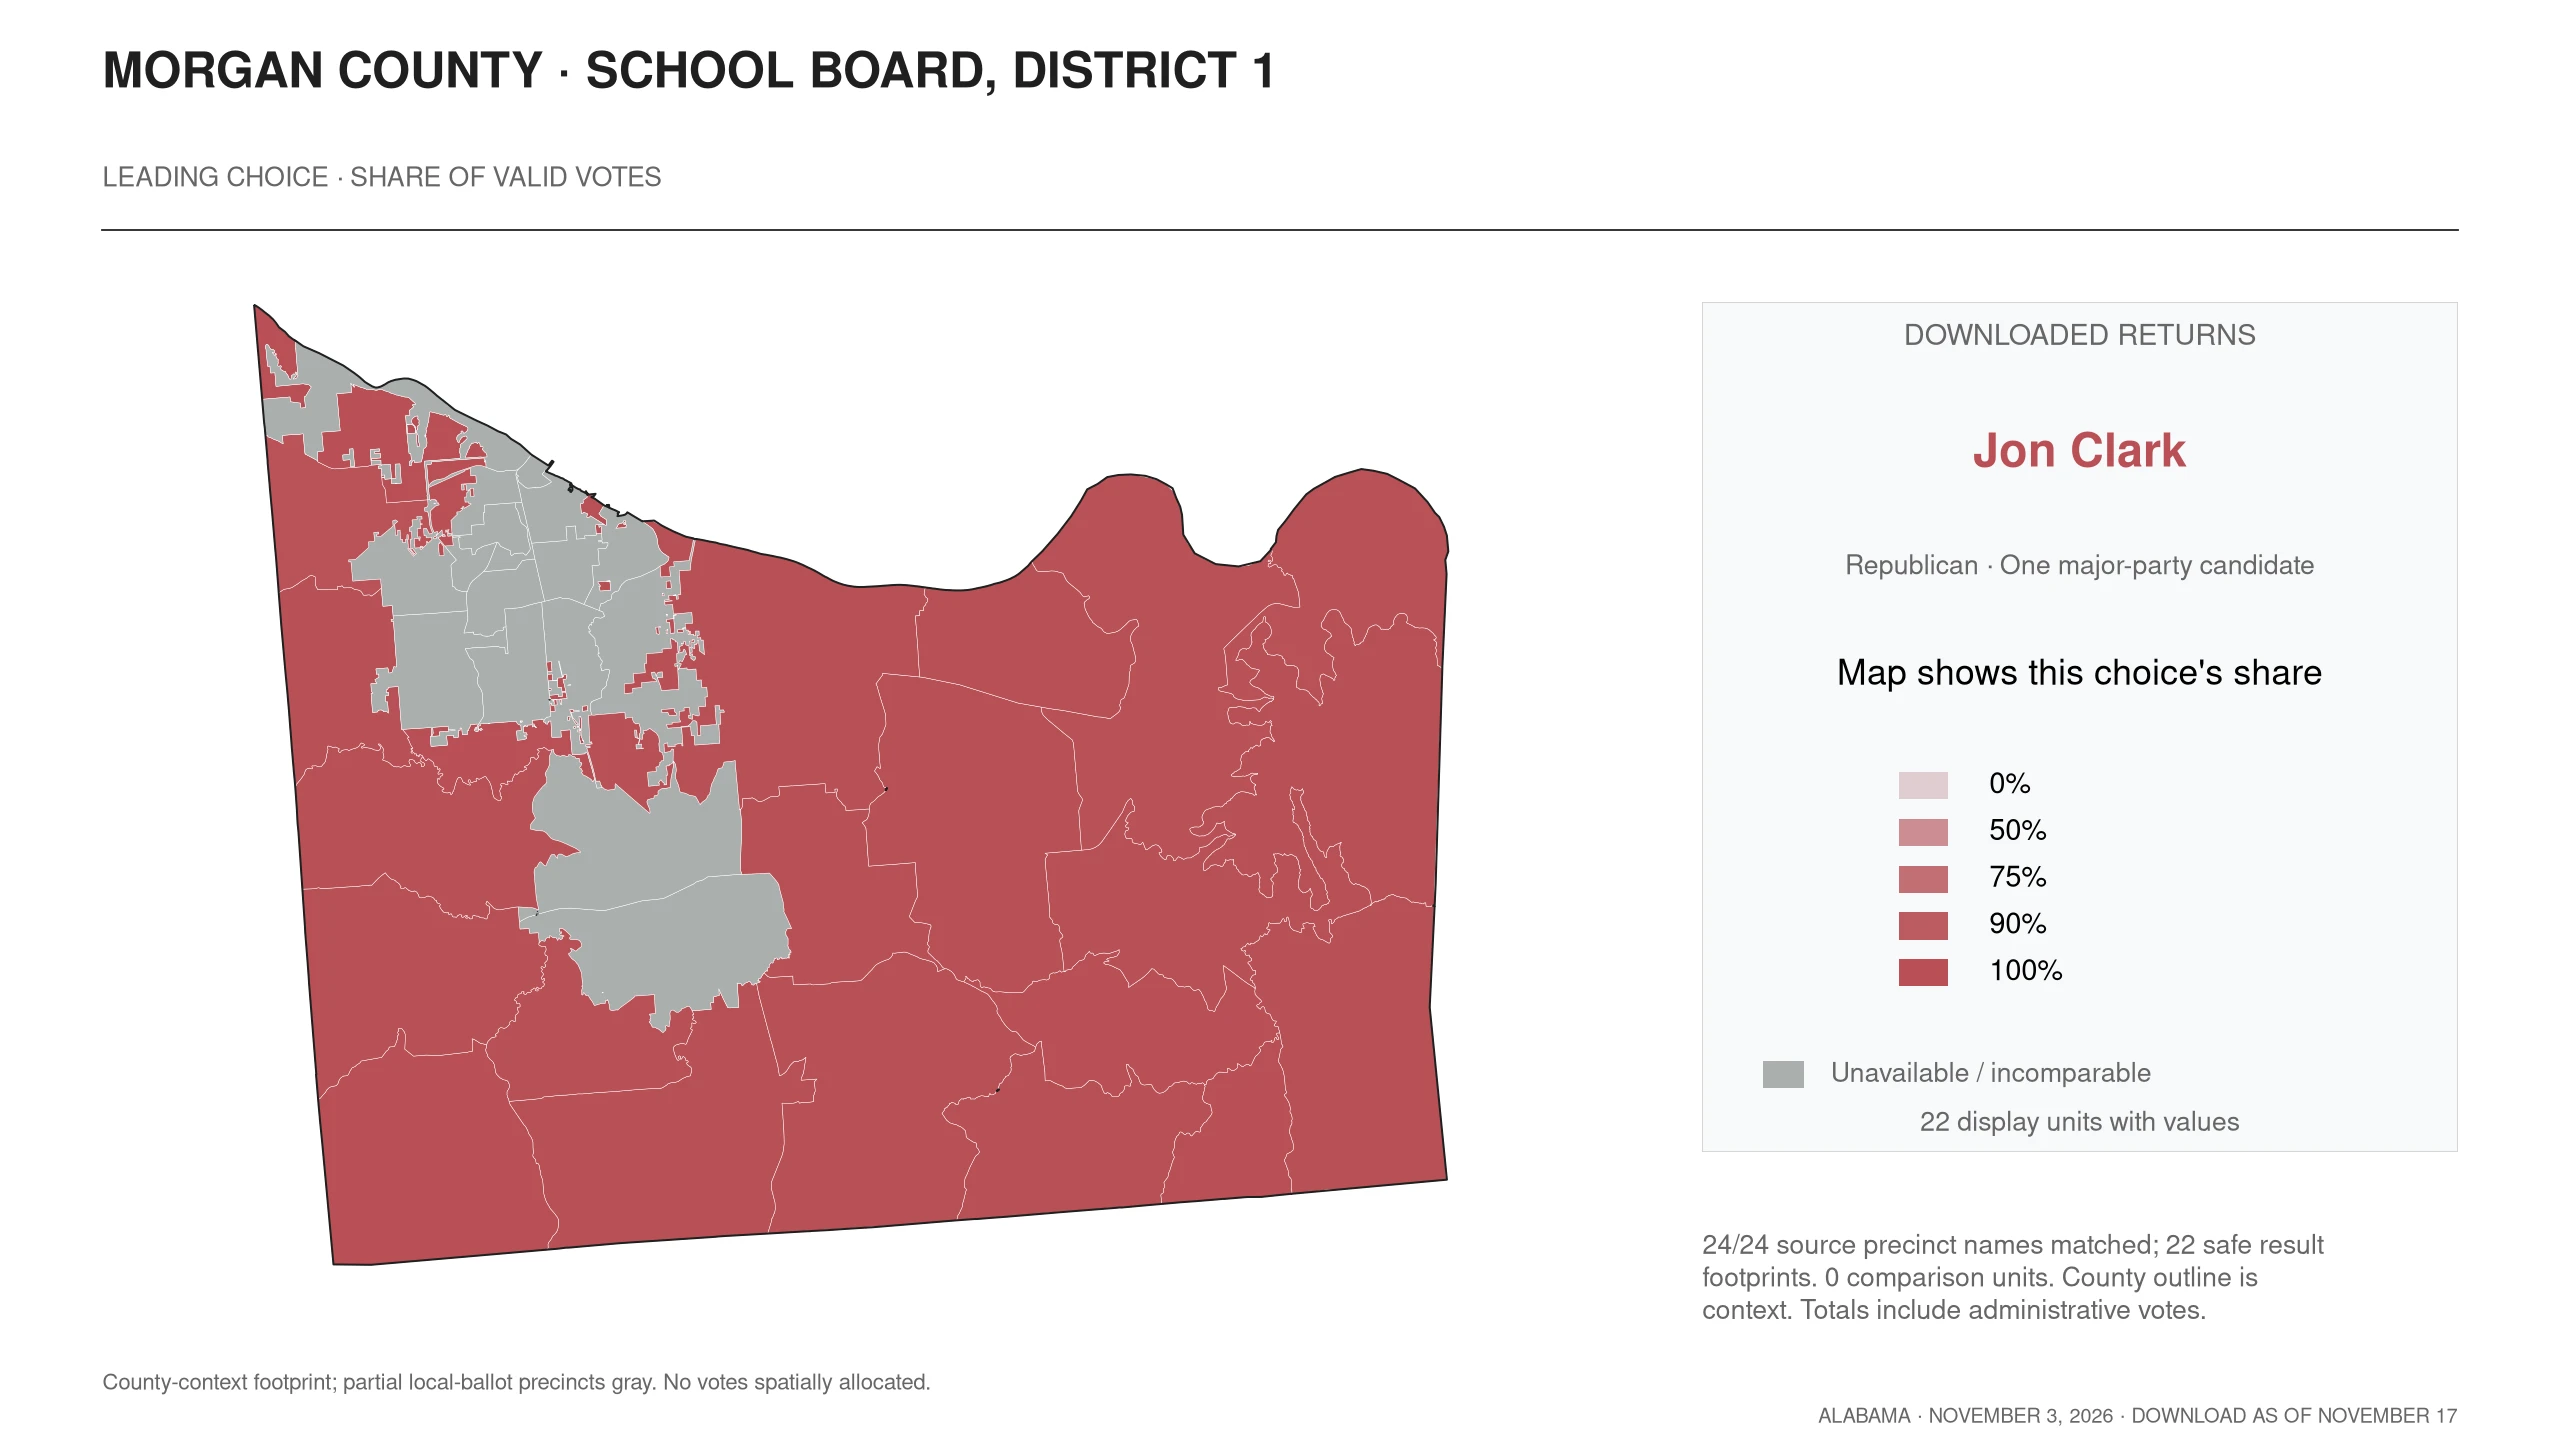 MORGAN COUNTY · SCHOOL BOARD, DISTRICT 1
LEADING CHOICE · SHARE OF VALID VOTES
DOWNLOADED RETURNS
Jon Clark
Republican · One major-party candidate
Map shows this choice's share
0%
50%
75%
90%
100%
Unavailable / incomparable
22 display units with values
24/24 source precinct names matched; 22 safe result
footprints. 0 comparison units. County outline is
context. Totals include administrative votes.
County-context footprint; partial local-ballot precincts gray. No votes spatially allocated.
ALABAMA · NOVEMBER 3, 2026 · DOWNLOAD AS OF NOVEMBER 17